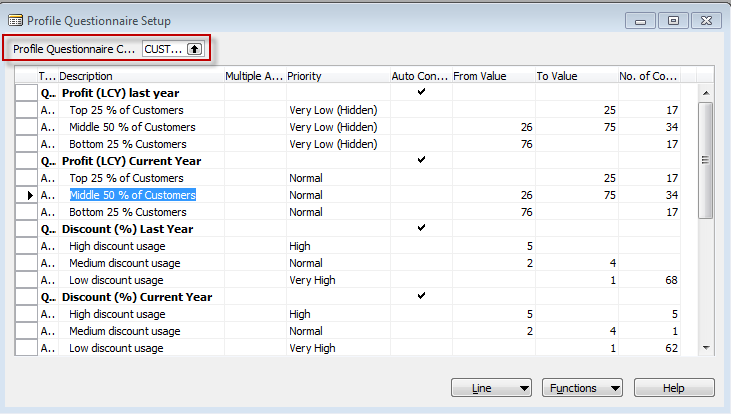 Profile Questionnaire Setup
Profile Questionnaire C... CUST...
T... Description Multiple A... Priority Auto Con... From Value To Value No. of Co...
Q.. Profit (LCY) last year
A.. Top 25 % of Customers Very Low (Hidden) 25 17
A.. Middle 50 % of Customers Very Low (Hidden) 26 75 34
A.. Bottom 25 % of Customers Very Low (Hidden) 76 17
Q.. Profit (LCY) Current Year
A.. Top 25 % of Customers Normal 25 17
A.. Middle 50 % of Customers Normal 26 75 34
A.. Bottom 25 % Customers Normal 76 17
Q.. Discount (%) Last Year
A.. High discount usage High 5
A.. Medium discount usage Normal 2 4
A.. Low discount usage Very High 1 68
Q.. Discount (%) Current Year
A.. High discount usage High 5 5
A.. Medium discount usage Normal 2 4 1
A.. Low discount usage Very High 1 62
Line Functions Help